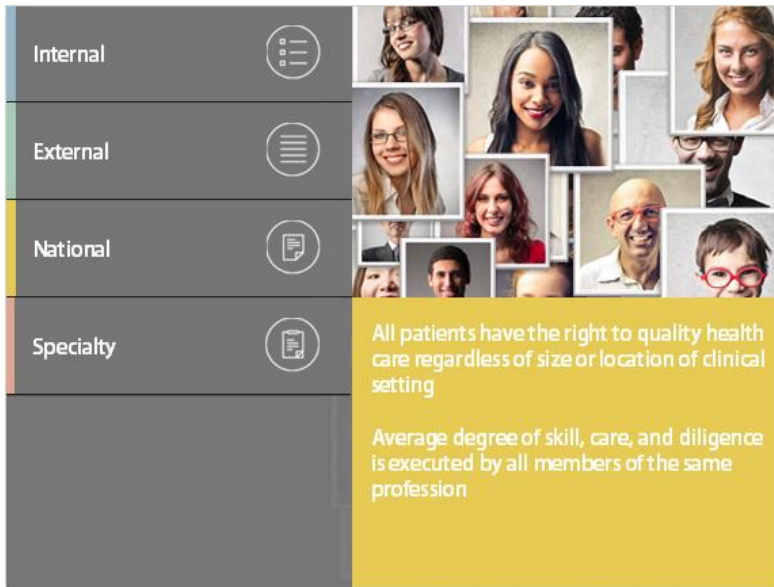 Internal
External
National
Specialty
All patients have the right to quality health
care regardless of size or location of clinical
setting
Average degree of skill, care, and diligence
is executed by all members of the same
profession